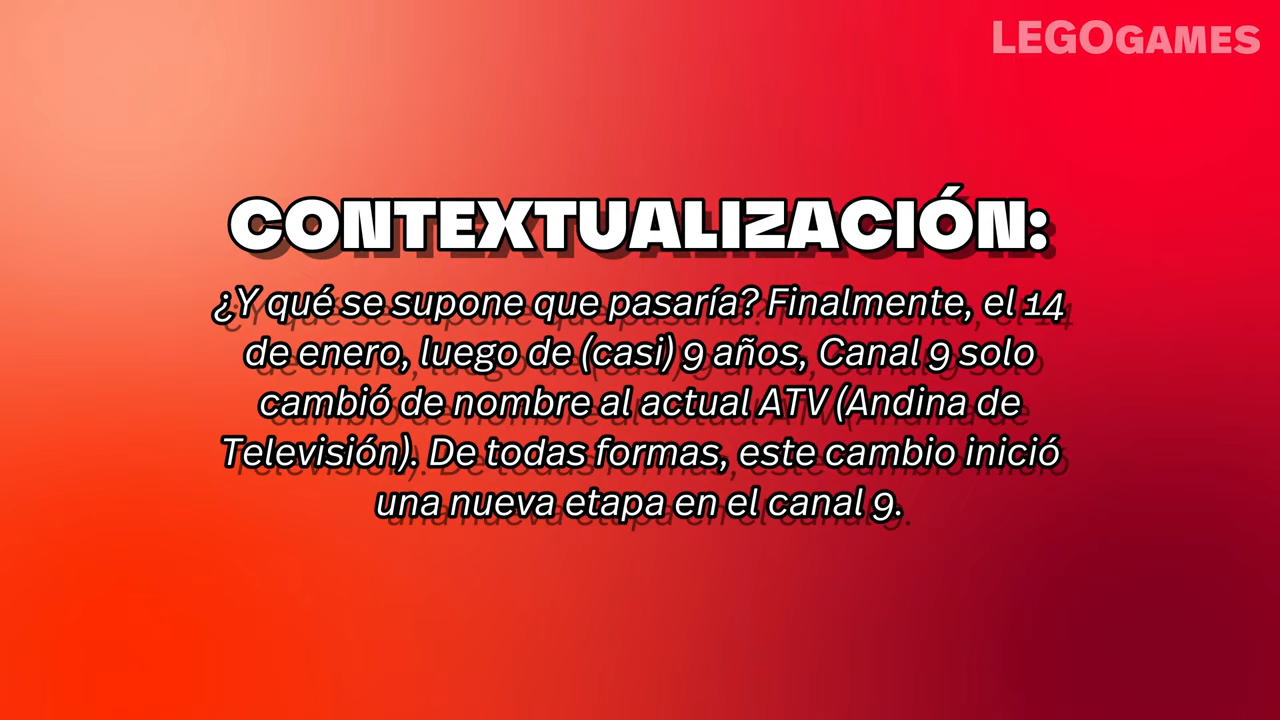 LEGOGAMES
CONTEXTUALIZACIÓN:
¿Y qué se supone que pasaría? Finalmente, el 14
de enero, luego de (casi) 9 años, Canal 9 solo
cambió de nombre al actual ATV (Andina de
Televisión). De todas formas, este cambio inició
una nueva etapa en el canal 9.